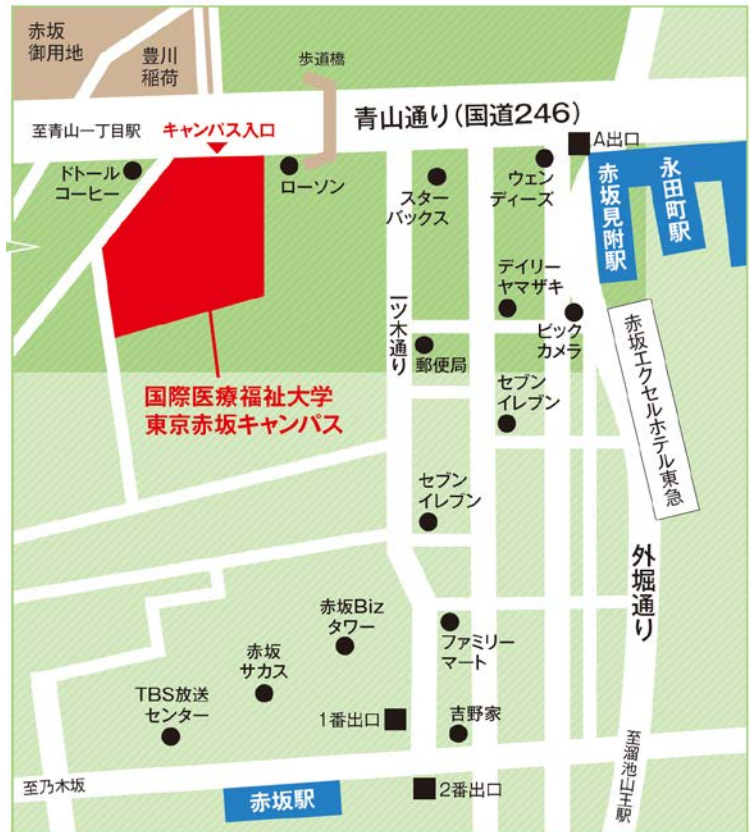 赤坂
御用地
豊川
稲荷
歩道橋
青山通り(国道246)
至青山一丁目駅
キャンパス入口
A出口
ドトール
コーヒー
ローソン
スター
バックス
ウェン
ディーズ
赤坂見附駅
永田町駅
デイリー
ヤマザキ
一ツ木通り
ビック
カメラ
郵便局
赤坂エクセルホテル東急
セブン
イレブン
国際医療福祉大学
東京赤坂キャンパス
セブン
イレブン
外堀通り
赤坂Biz
タワー
ファミリー
マート
赤坂
サカス
TBS放送
センター
1番出口
吉野家
至溜池山王駅
至乃木坂
赤坂駅
2番出口